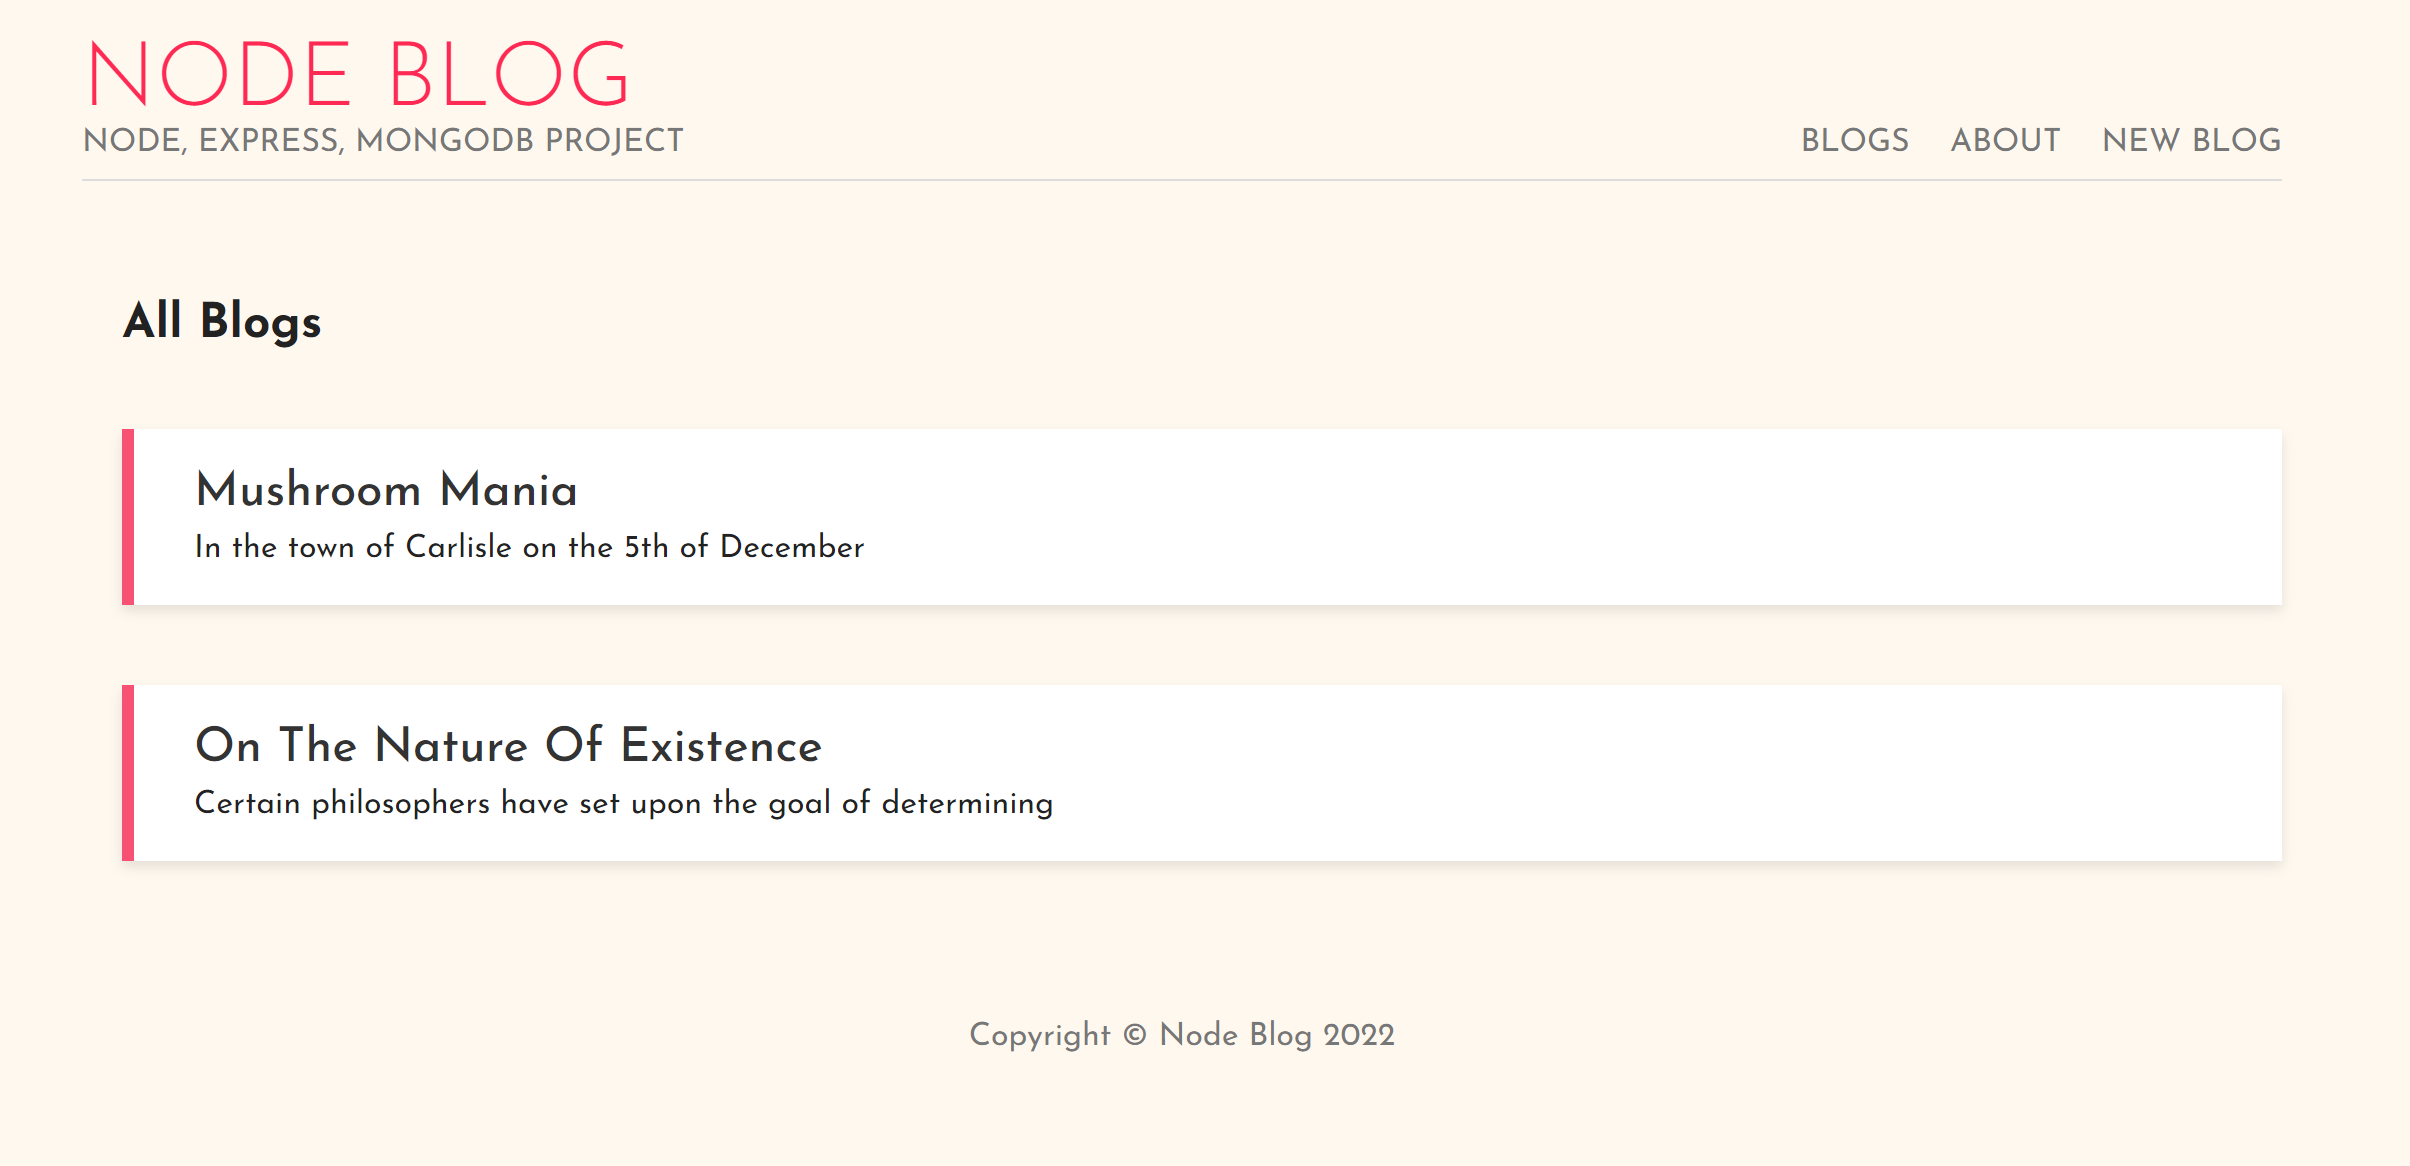 NODE BLOG
NODE, EXPRESS, MONGODB PROJECT
BLOGS ABOUT NEW BLOG
All Blogs
Mushroom Mania
In the town of Carlisle on the 5th of December
On The Nature Of Existence
Certain philosophers have set upon the goal of determining
Copyright © Node Blog 2022